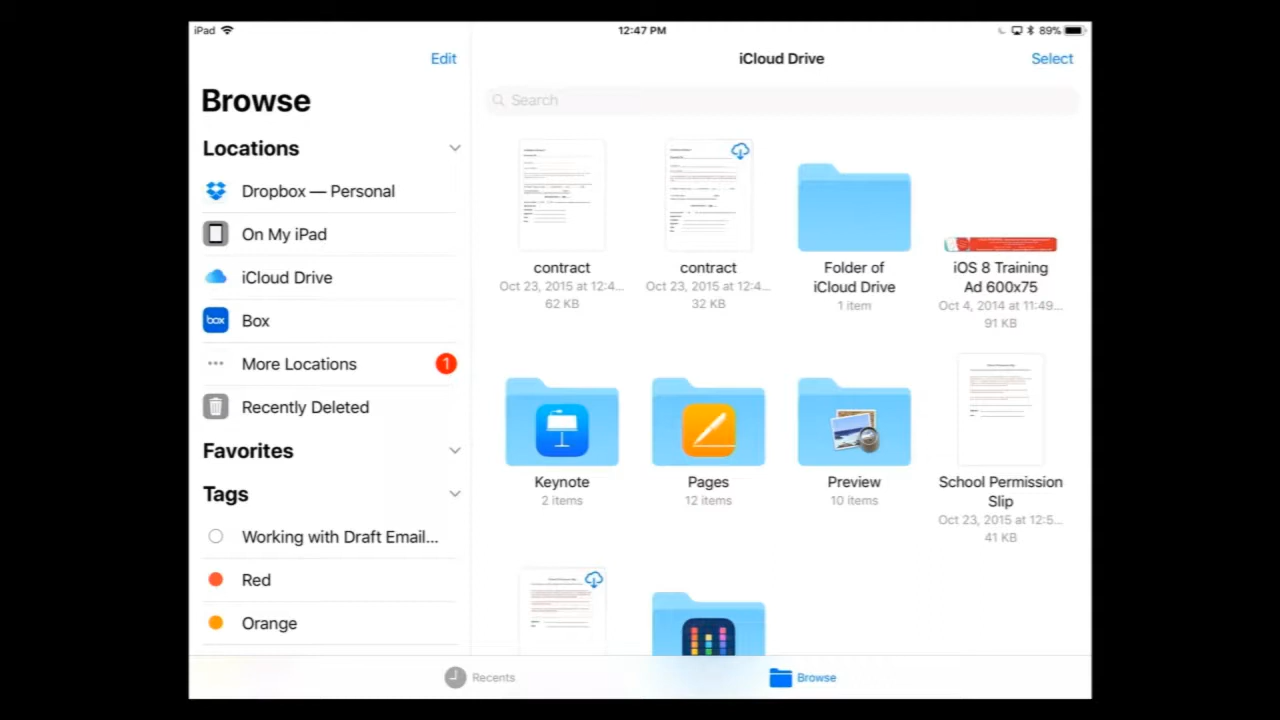 iPad
12:47 PM
89%
Edit
iCloud Drive
Select
Browse
Search
Locations
Dropbox — Personal
On My iPad
iCloud Drive
box
Box
More Locations
1
Recently Deleted
Favorites
Tags
Working with Draft Email...
Red
Orange
contract
Oct 23, 2015 at 12:4...
62 KB
contract
Oct 23, 2015 at 12:4...
32 KB
Folder of
iCloud Drive
1 item
iOS 8 Training
Ad 600x75
Oct 4, 2014 at 11:49...
91 KB
Keynote
2 items
Pages
12 items
Preview
10 items
School Permission
Slip
Oct 23, 2015 at 12:5...
41 KB
Recents
Browse